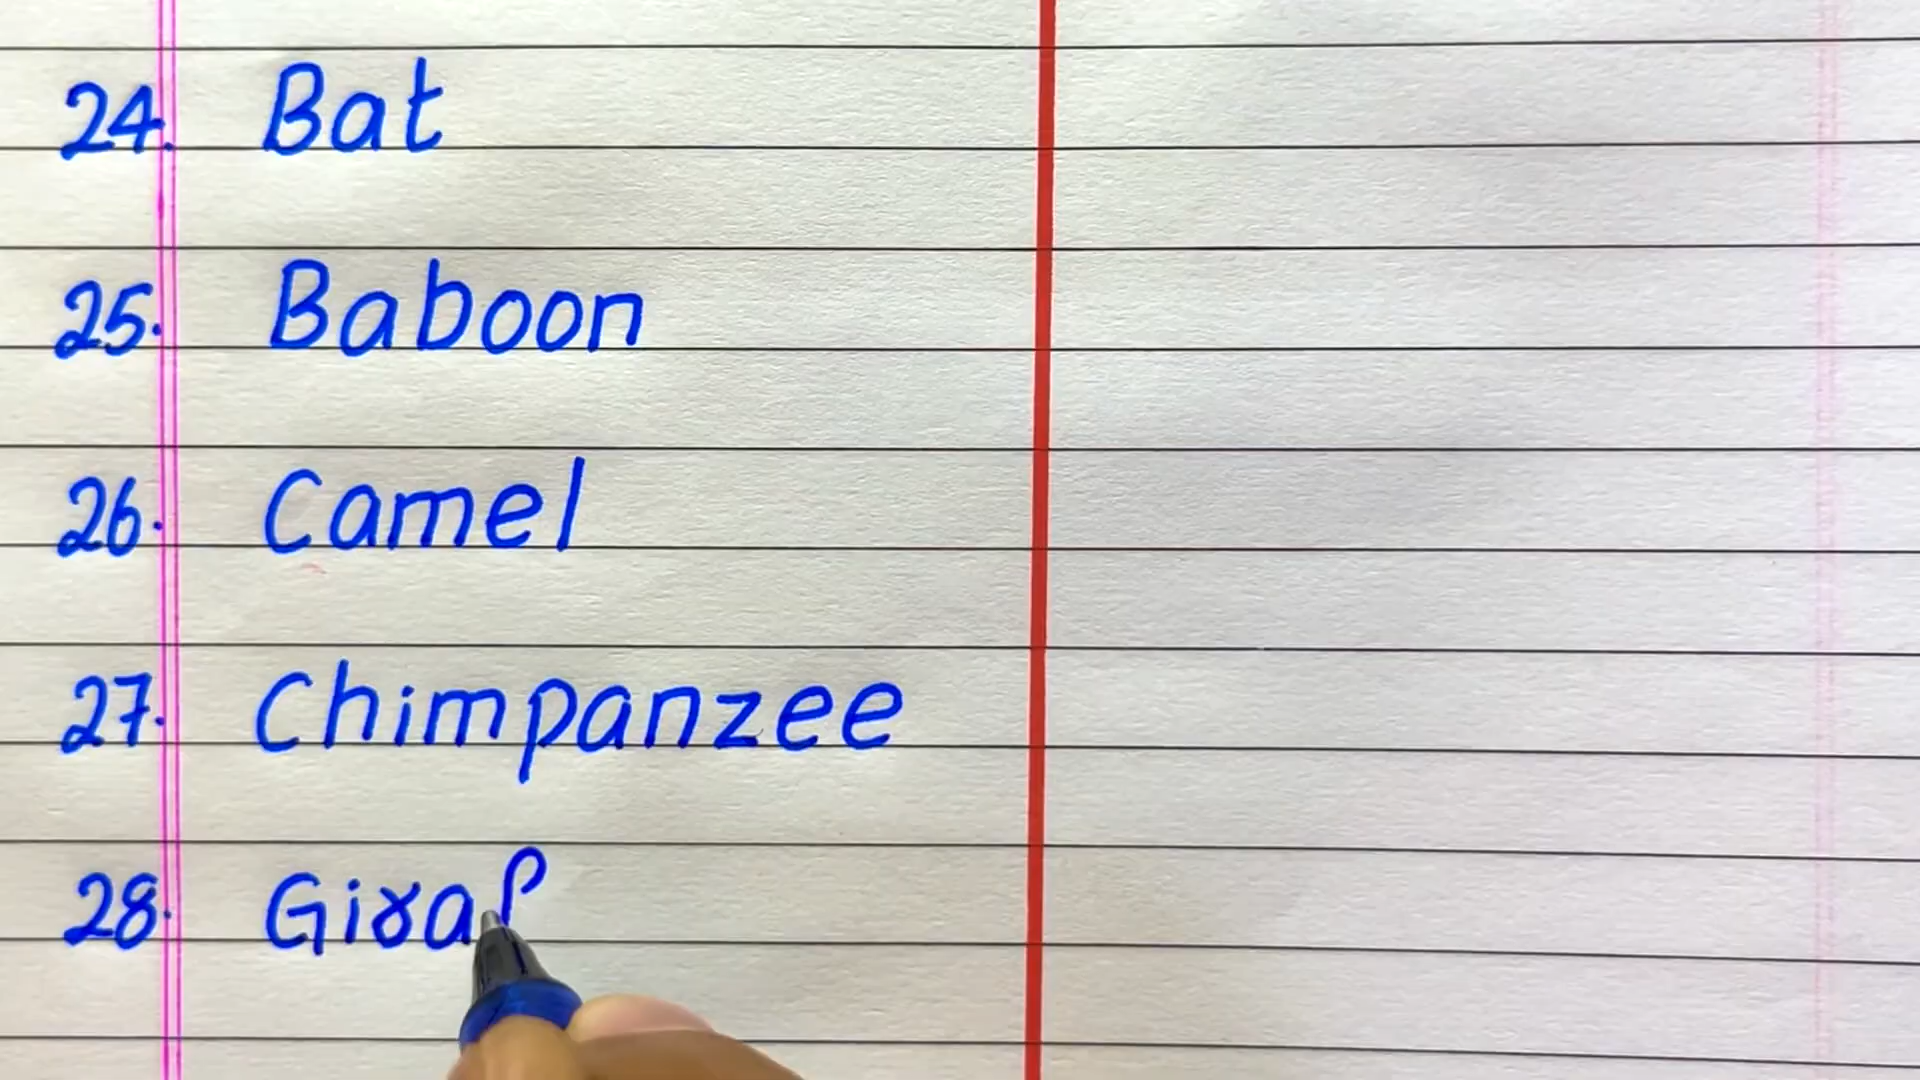 24. Bat
25. Baboon
26. Camel
27. Chimpanzee
28. Giraf